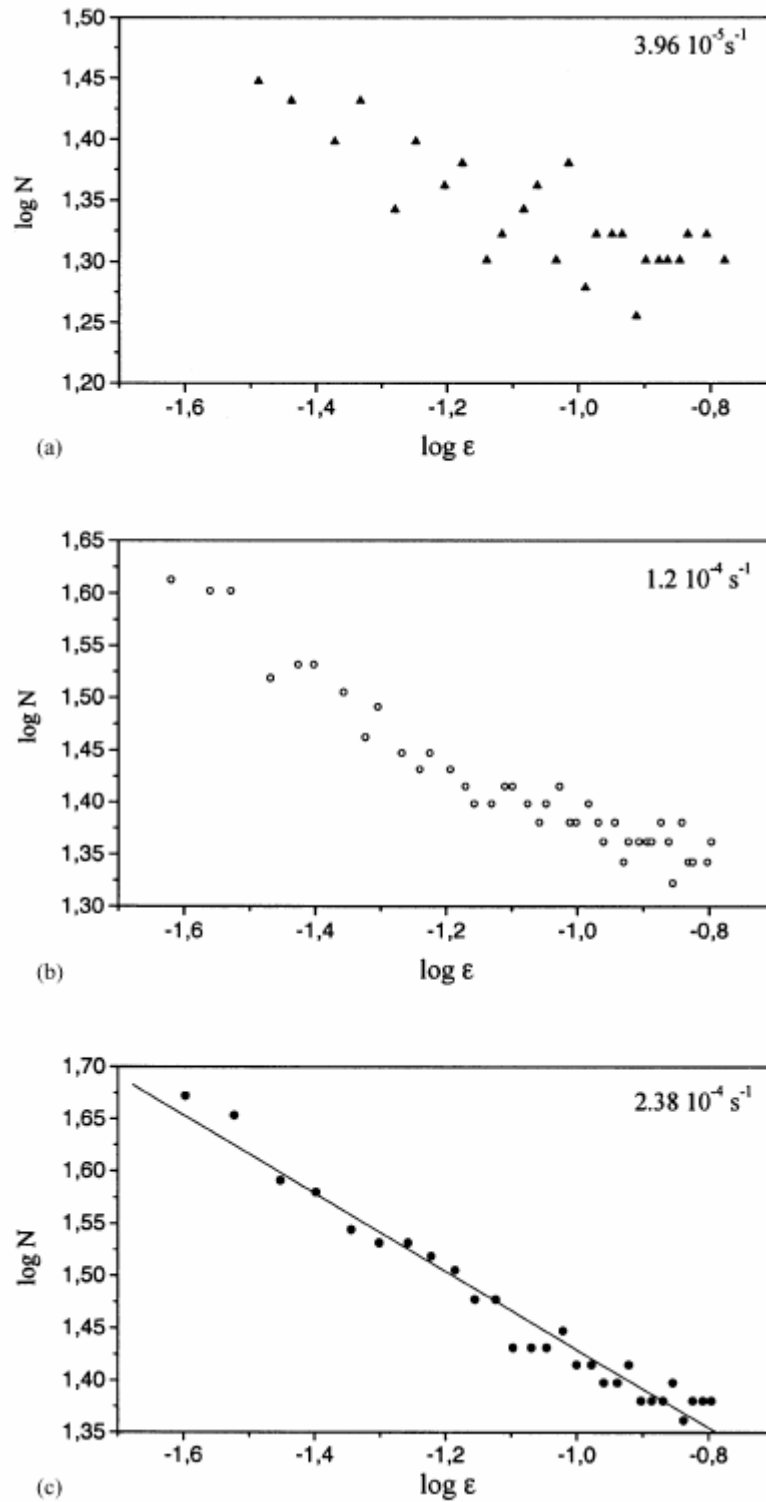 3.96 10⁻⁵s⁻¹
1,50
1,45
1,40
1,35
1,30
1,25
1,20
log N
-1,6 -1,4 -1,2 -1,0 -0,8
log ε
(a)
1.2 10⁻⁴ s⁻¹
1,65
1,60
1,55
1,50
1,45
1,40
1,35
1,30
log N
-1,6 -1,4 -1,2 -1,0 -0,8
log ε
(b)
2.38 10⁻⁴ s⁻¹
1,70
1,65
1,60
1,55
1,50
1,45
1,40
1,35
log N
-1,6 -1,4 -1,2 -1,0 -0,8
log ε
(c)